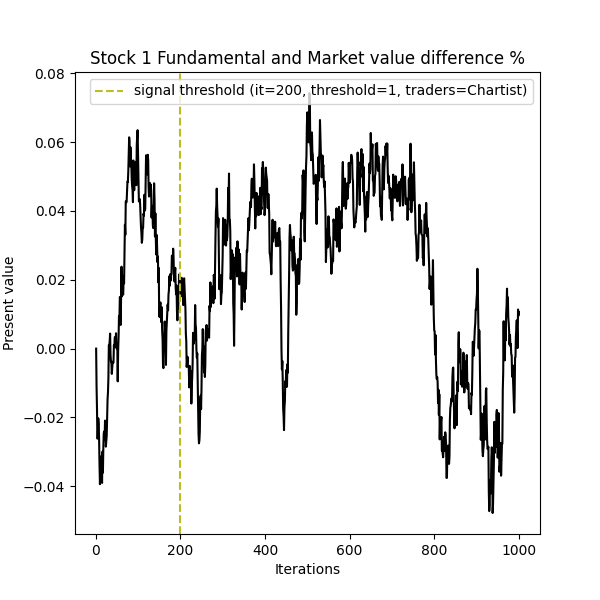 Stock 1 Fundamental and Market value difference %
signal threshold (it=200, threshold=1, traders=Chartist)
0.08
0.06
0.04
0.02
0.00
−0.02
−0.04
Present value
0 200 400 600 800 1000
Iterations